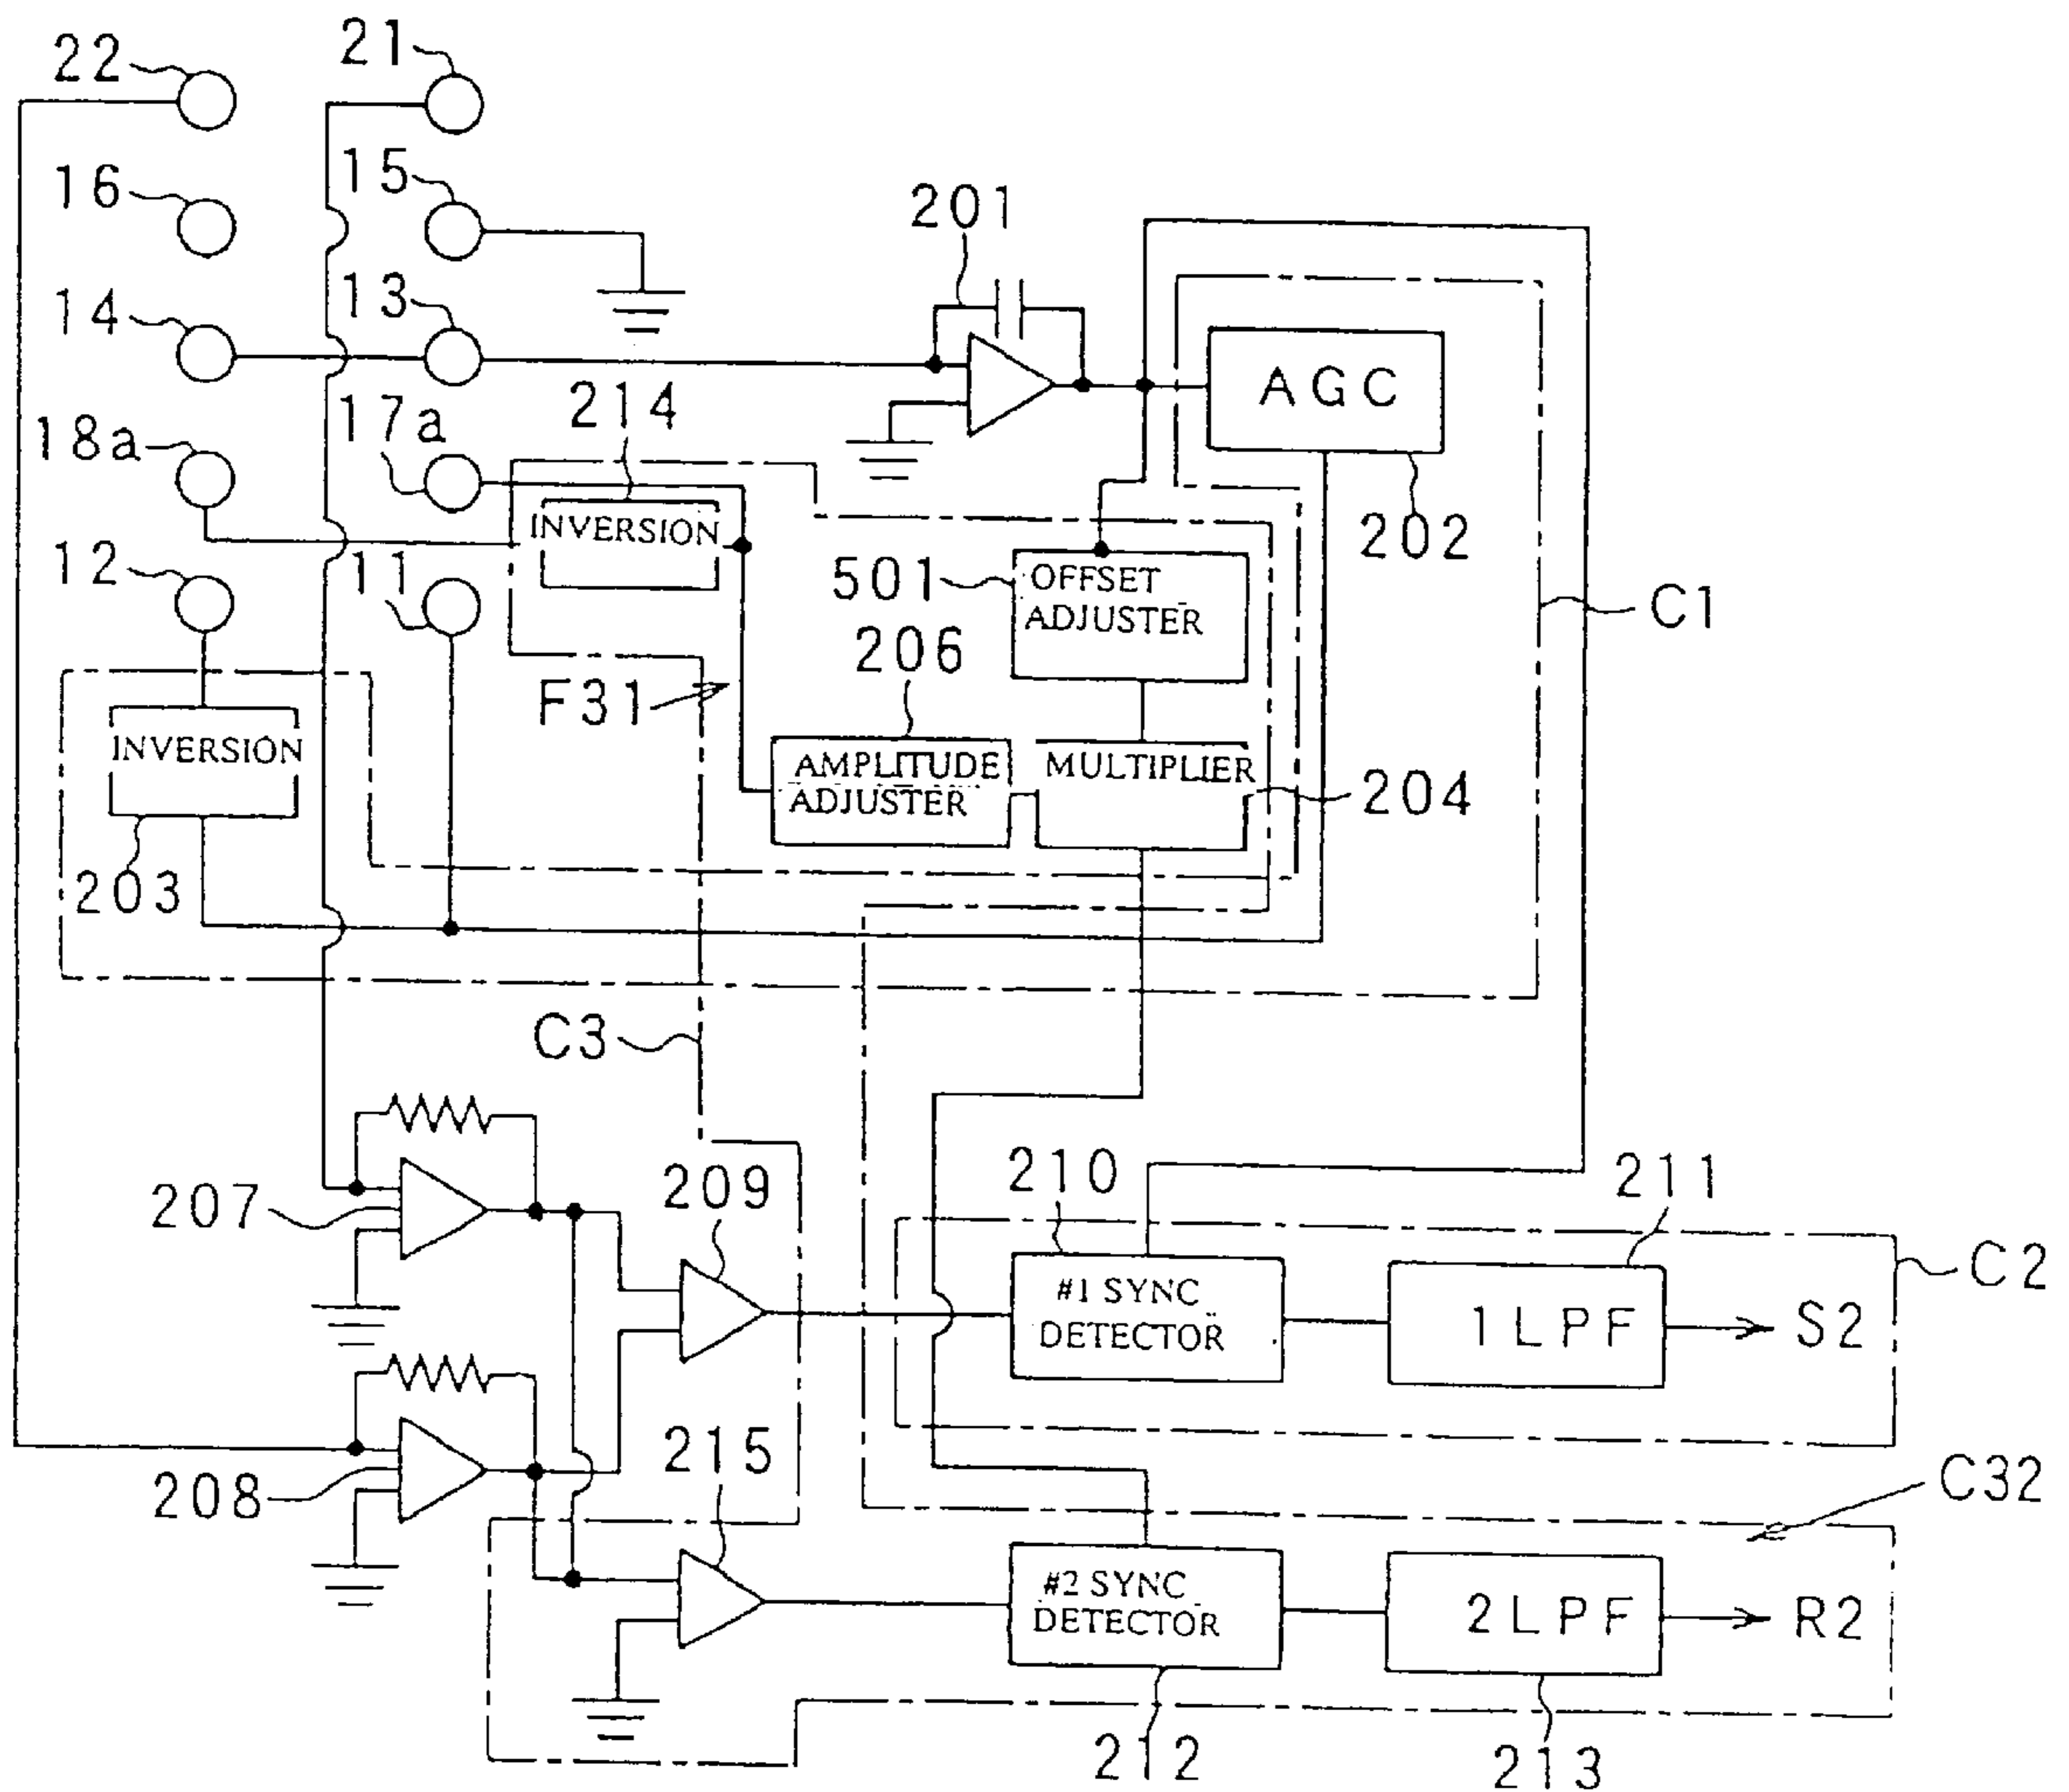 22
21
16
15
201
14
13
AGC
18a
17a
214
202
INVERSION
12
11
501
OFFSET
ADJUSTER
C1
206
F31
INVERSION
AMPLITUDE
ADJUSTER
MULTIPLIER
204
203
C3
207
209
210
211
C2
#1 SYNC
DETECTOR
1LPF
S2
208
215
C32
#2 SYNC
DETECTOR
2LPF
R2
212
213